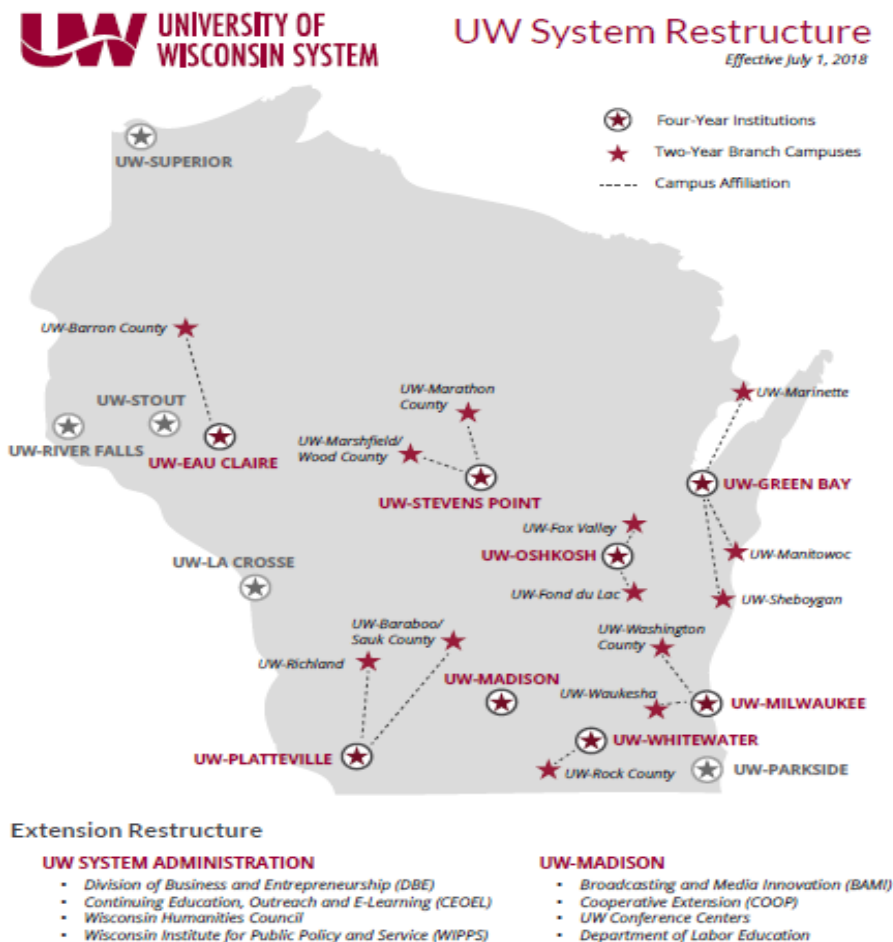 UW UNIVERSITY OF
WISCONSIN SYSTEM
UW System Restructure
Effective July 1, 2018
Four-Year Institutions
Two-Year Branch Campuses
Campus Affiliation
UW-SUPERIOR
UW-Barron County
UW-STOUT
UW-RIVER FALLS
UW-EAU CLAIRE
UW-Marathon
County
UW-Marshfield/
Wood County
UW-STEVENS POINT
UW-Marinette
UW-GREEN BAY
UW-Fox Valley
UW-OSHKOSH
UW-Manitowoc
UW-LA CROSSE
UW-Fond du Lac
UW-Sheboygan
UW-Baraboo/
Sauk County
UW-Washington
County
UW-Richland
UW-MADISON
UW-Waukesha
UW-MILWAUKEE
UW-WHITEWATER
UW-PLATTEVILLE
UW-Rock County
UW-PARKSIDE
Extension Restructure
UW SYSTEM ADMINISTRATION
• Division of Business and Entrepreneurship (DBE)
• Continuing Education, Outreach and E-Learning (CEOEL)
• Wisconsin Humanities Council
• Wisconsin Institute for Public Policy and Service (WIPPS)
UW-MADISON
• Broadcasting and Media Innovation (BAMI)
• Cooperative Extension (COOP)
• UW Conference Centers
• Department of Labor Education